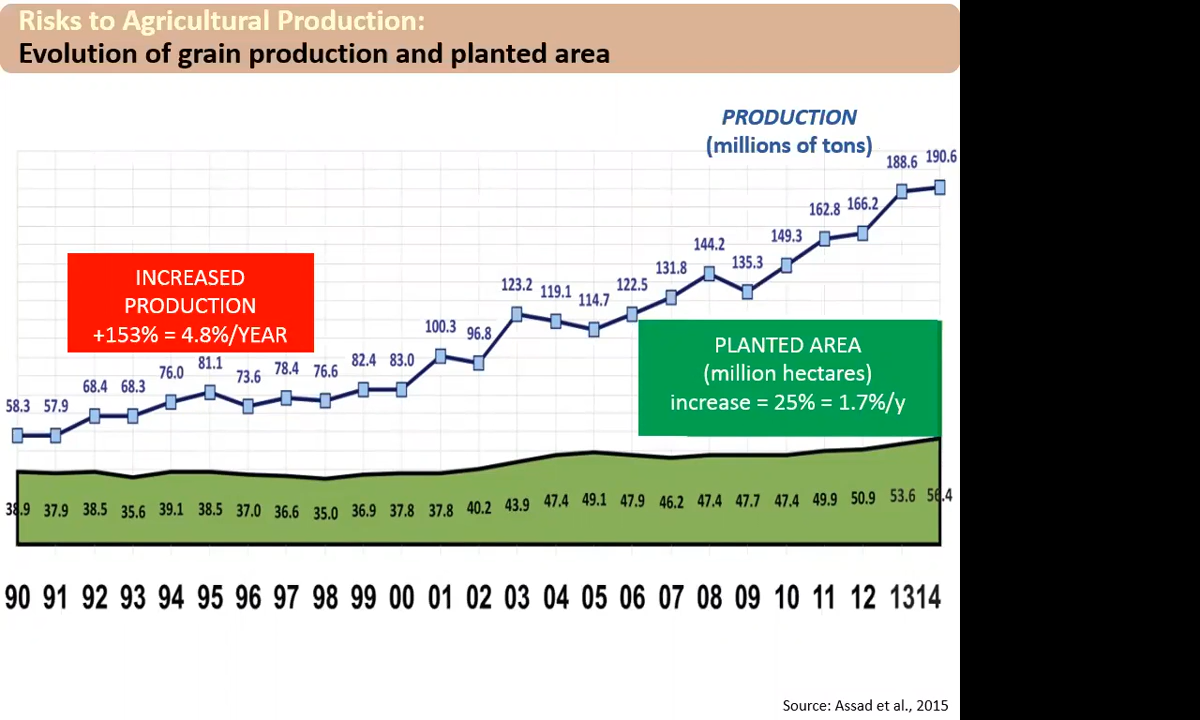 Risks to Agricultural Production:
Evolution of grain production and planted area
PRODUCTION
(millions of tons)
INCREASED
PRODUCTION
+153% = 4.8%/YEAR
PLANTED AREA
(million hectares)
increase = 25% = 1.7%/y
58.3 57.9 68.4 68.3 76.0 81.1 73.6 78.4 76.6 82.4 83.0 100.3 96.8 123.2 119.1 114.7 122.5 131.8 144.2 135.3 149.3 162.8 166.2 188.6 190.6
38.9 37.9 38.5 35.6 39.1 38.5 37.0 36.6 35.0 36.9 37.8 37.8 40.2 43.9 47.4 49.1 47.9 46.2 47.4 47.7 47.4 49.9 50.9 53.6 56.4
90 91 92 93 94 95 96 97 98 99 00 01 02 03 04 05 06 07 08 09 10 11 12 13 14
Source: Assad et al., 2015